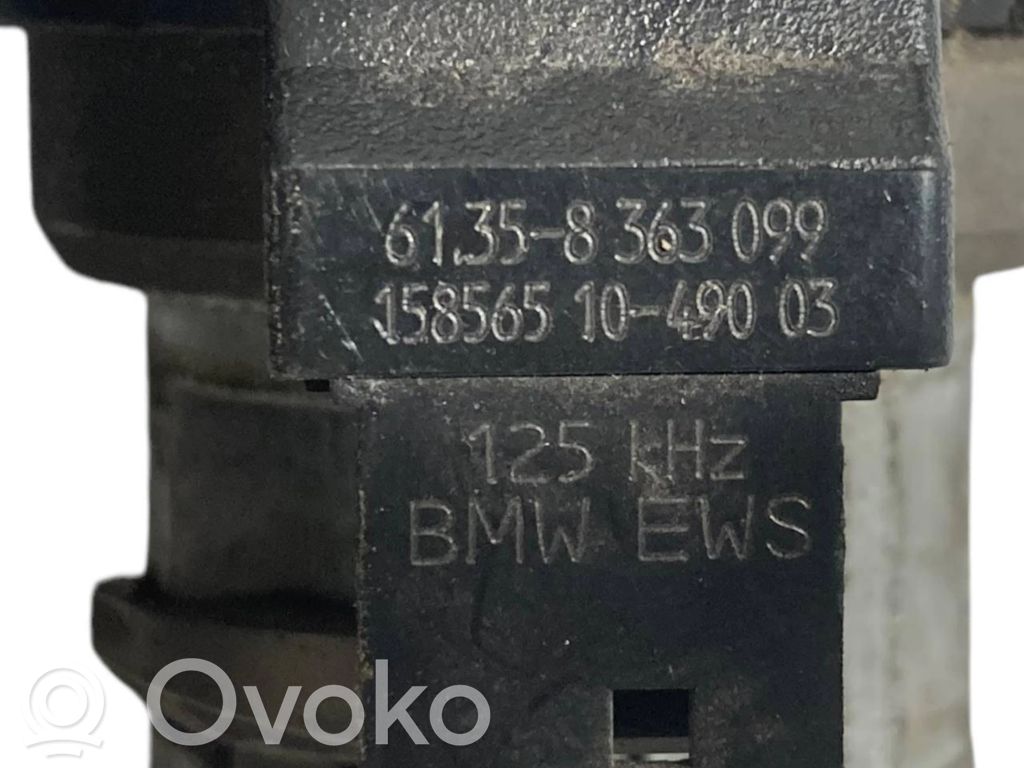 61.35-8 363 099
158565 10-490 03
125 kHz
BMW EWS
Ovoko